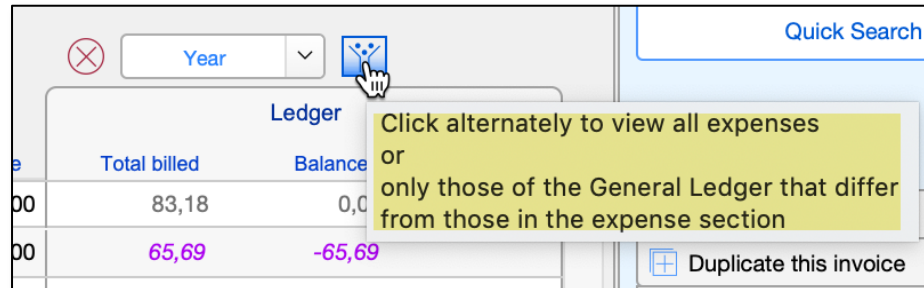 Quick Search
Year
Ledger
Click alternately to view all expenses
or
only those of the General Ledger that differ
from those in the expense section
e Total billed Balance
00 83,18 0,0
00 65,69 -65,69
Duplicate this invoice